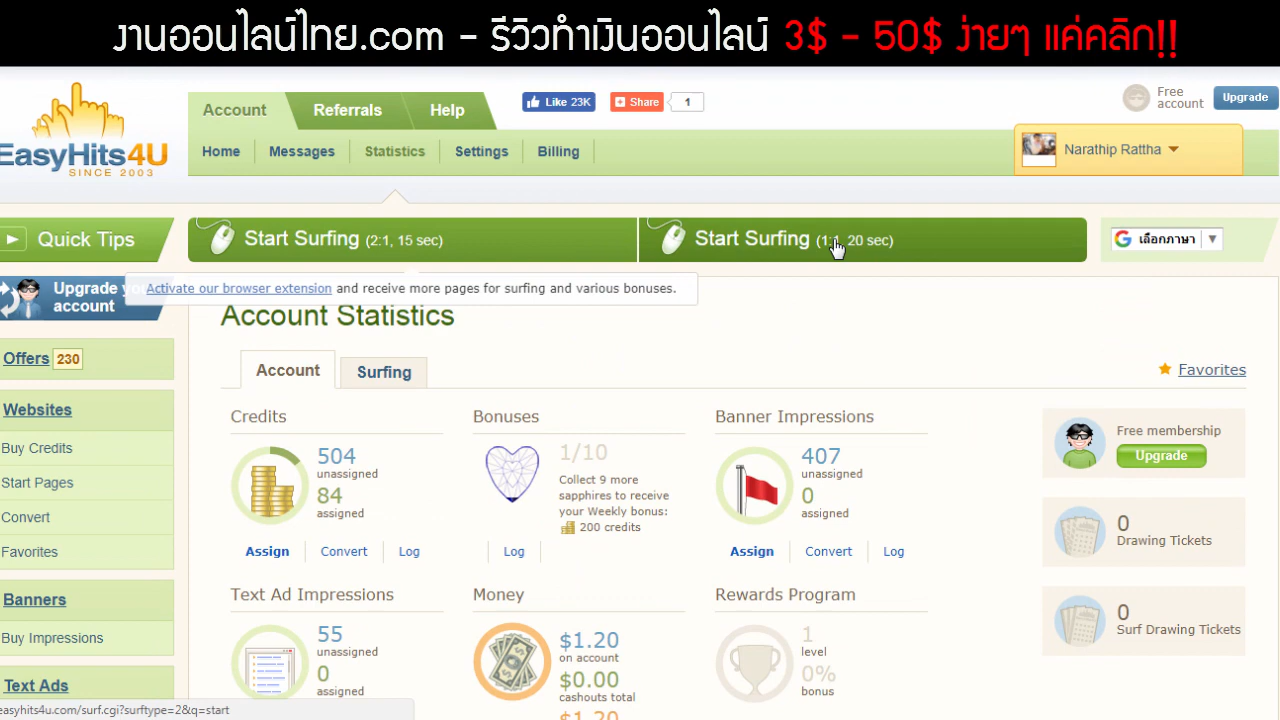 งานออนไลน์ไทย.com - รีวิวทำเงินออนไลน์ 3$ - 50$ ง่ายๆ แค่คลิก!!
EasyHits4U
SINCE 2003
Account Referrals Help
Like 23K Share 1
Free account Upgrade
Home Messages Statistics Settings Billing
Narathip Rattha
Quick Tips
Start Surfing (2:1, 15 sec)
Start Surfing (1:1, 20 sec)
เลือกภาษา
Activate our browser extension and receive more pages for surfing and various bonuses.
Upgrade your
account
Offers 230
Websites
Buy Credits
Start Pages
Convert
Favorites
Banners
Buy Impressions
Text Ads
Account Statistics
Account Surfing
Favorites
Credits
504
unassigned
84
assigned
Assign Convert Log
Bonuses
1/10
Collect 9 more
sapphires to receive
your Weekly bonus:
200 credits
Log
Banner Impressions
407
unassigned
0
assigned
Assign Convert Log
Free membership
Upgrade
0
Drawing Tickets
0
Surf Drawing Tickets
Text Ad Impressions
55
unassigned
0
assigned
Money
$1.20
on account
$0.00
cashouts total
$1.20
Rewards Program
1
level
0%
bonus
easyhits4u.com/surf.cgi?surftype=2&q=start